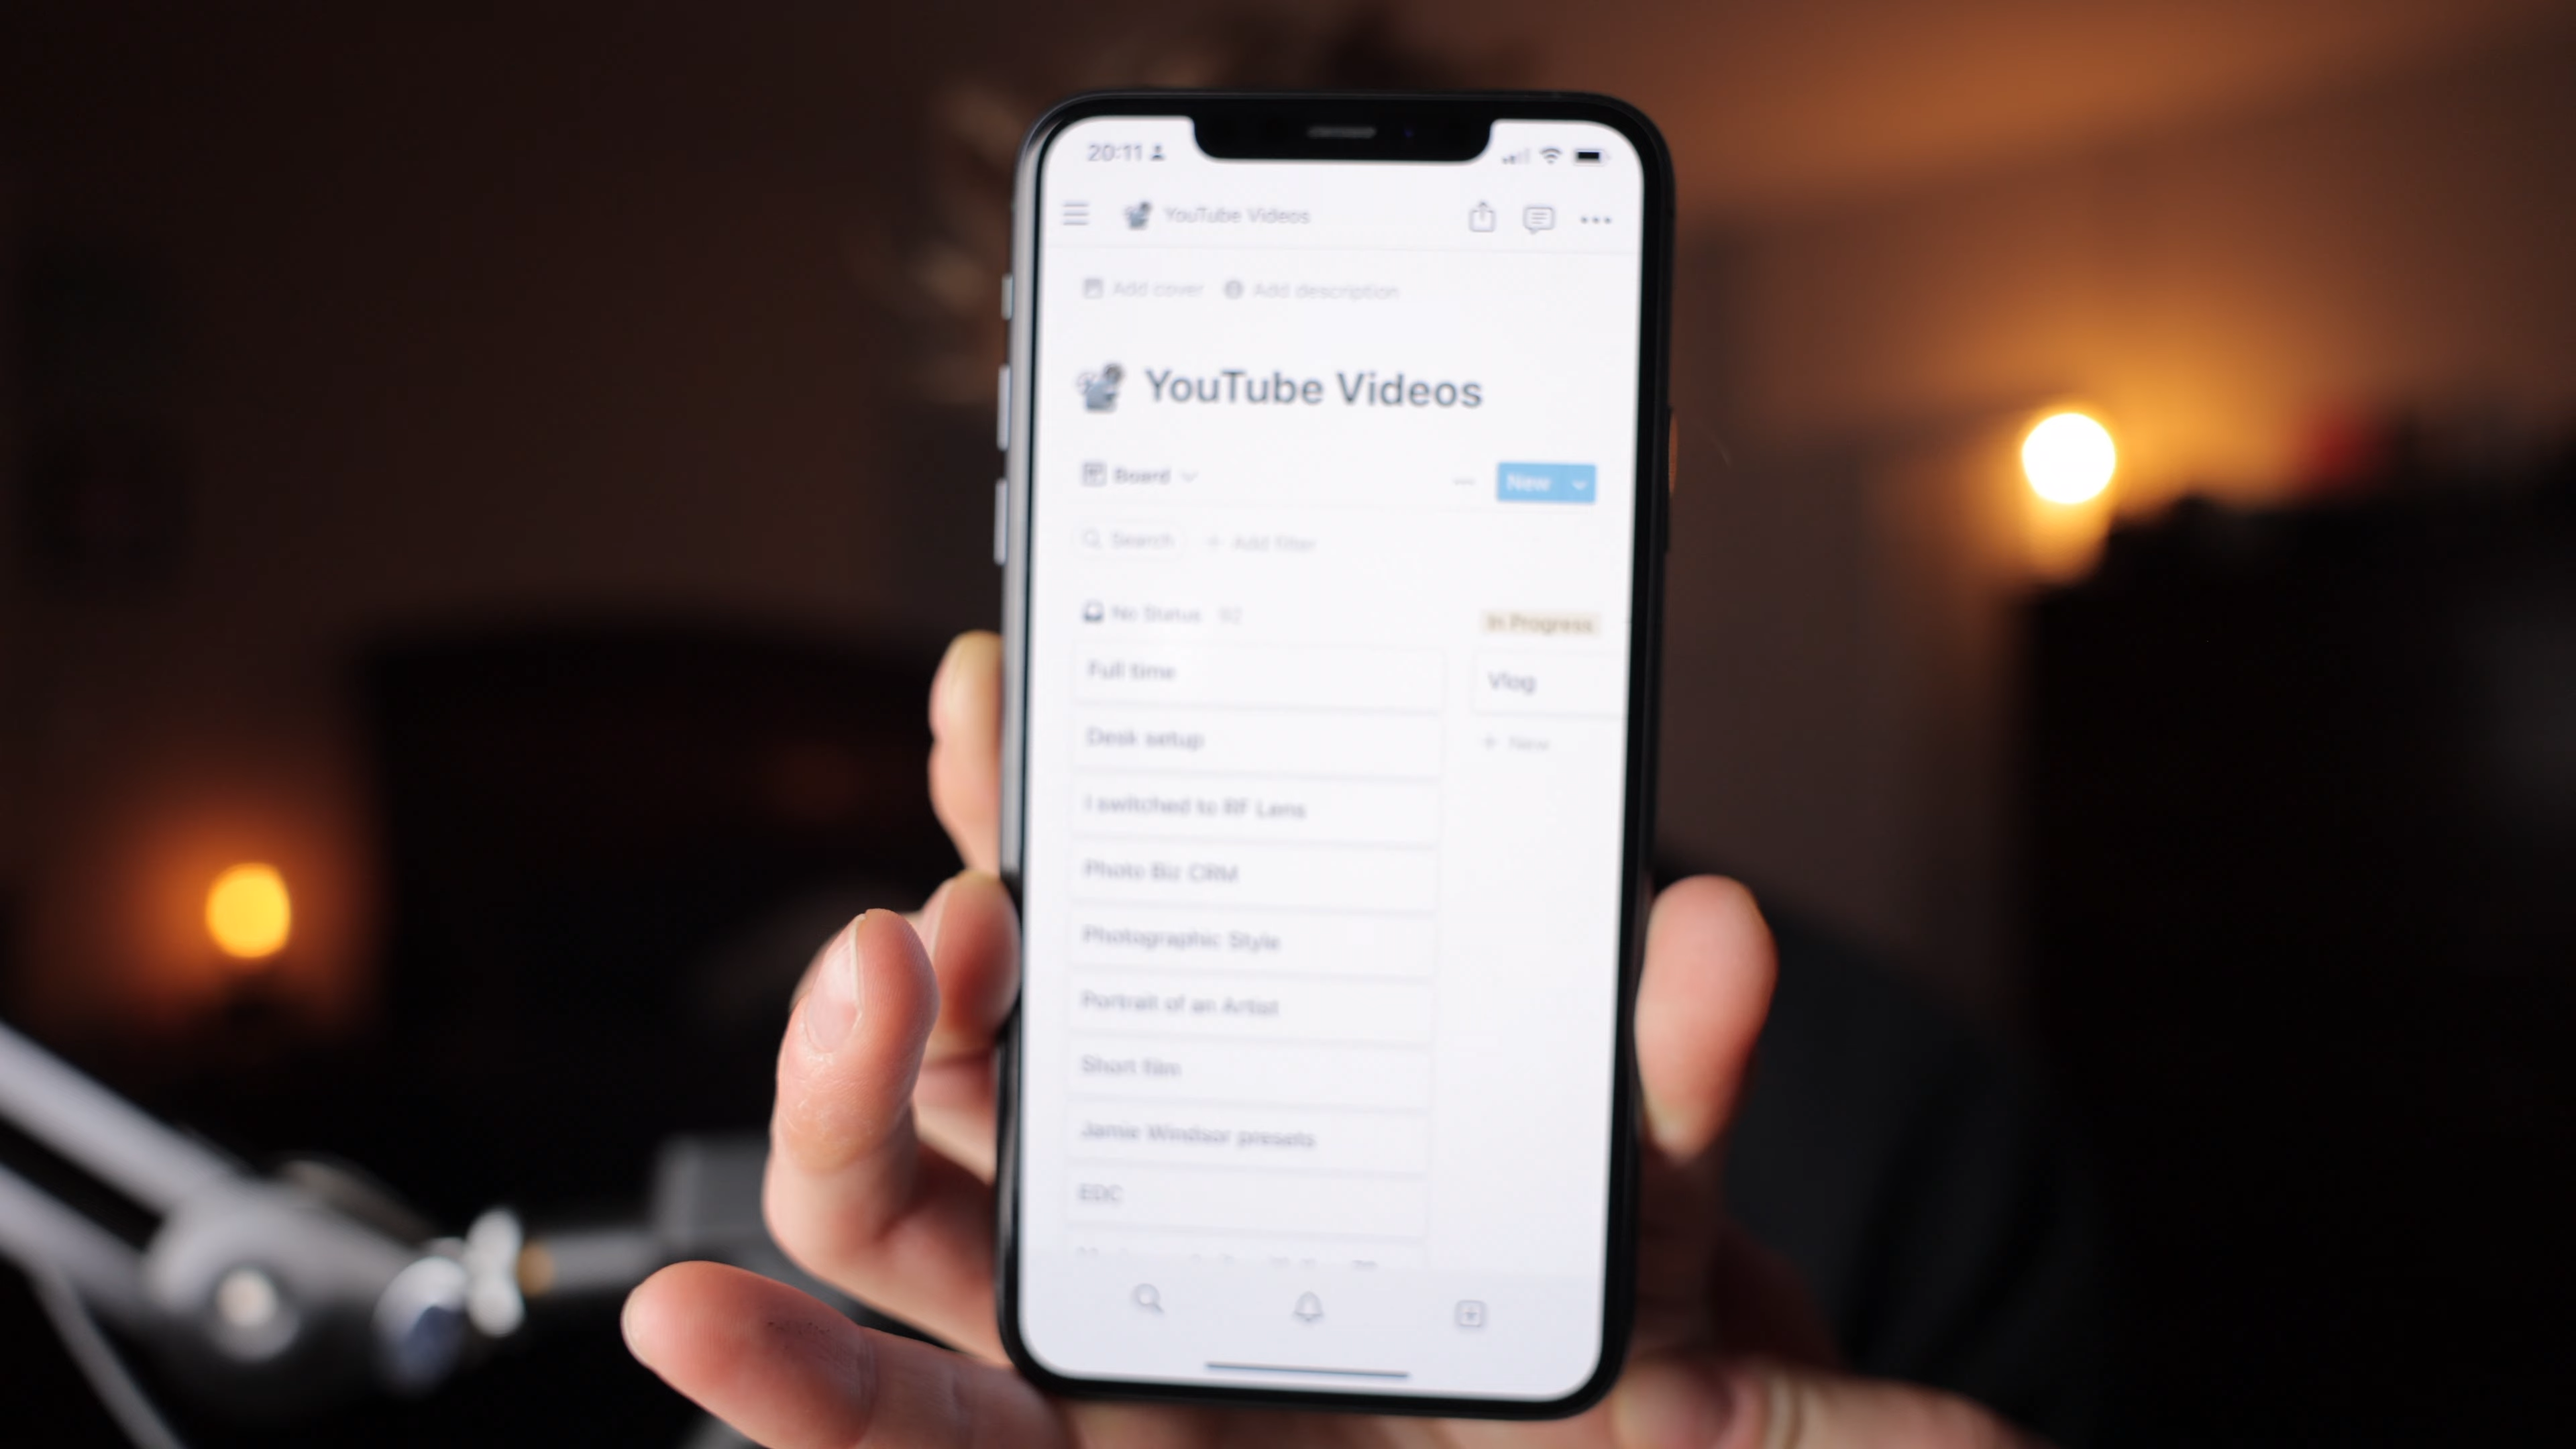 20:11
YouTube Videos
Add cover Add description
YouTube Videos
Board
New
Search + Add filter
No Status
In Progress
Full time
Vlog
Desk setup
+ New
I switched to RF Lens
Photo Biz CRM
Photographic Style
Portrait of an Artist
Short film
Jamie Windsor presets
EDC